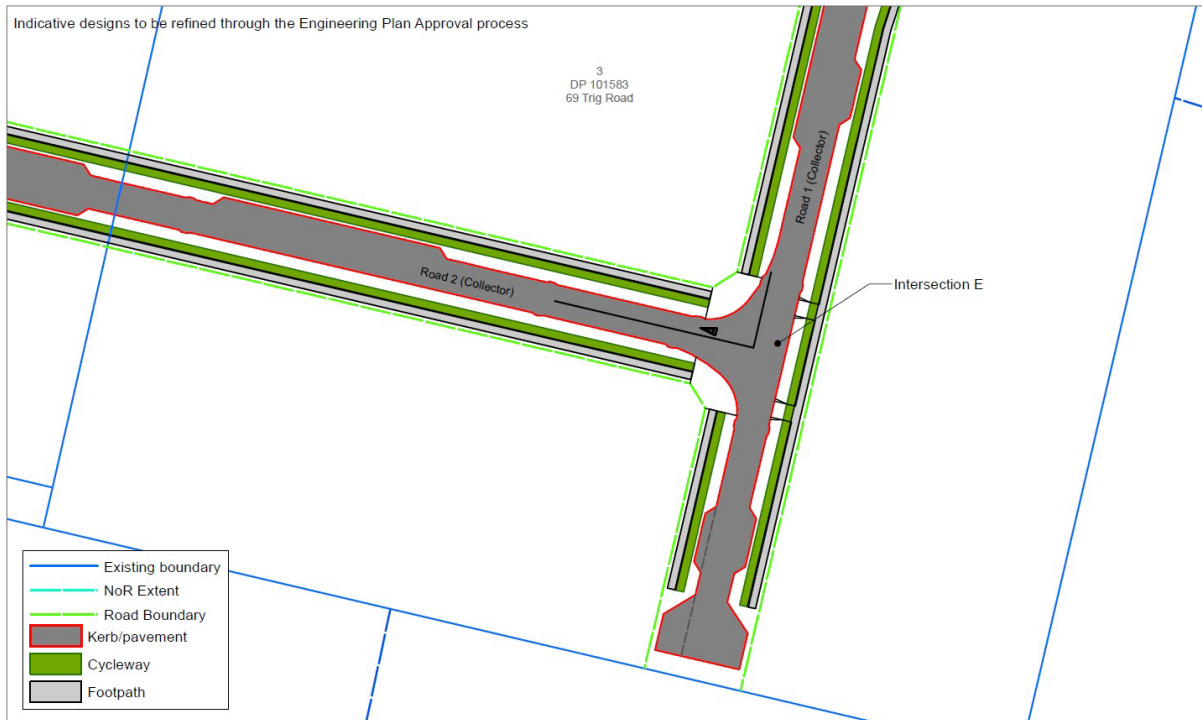 Indicative designs to be refined through the Engineering Plan Approval process
3
DP 101583
69 Trig Road
Road 1 (Collector)
Road 2 (Collector)
Intersection E
Existing boundary
NoR Extent
Road Boundary
Kerb/pavement
Cycleway
Footpath